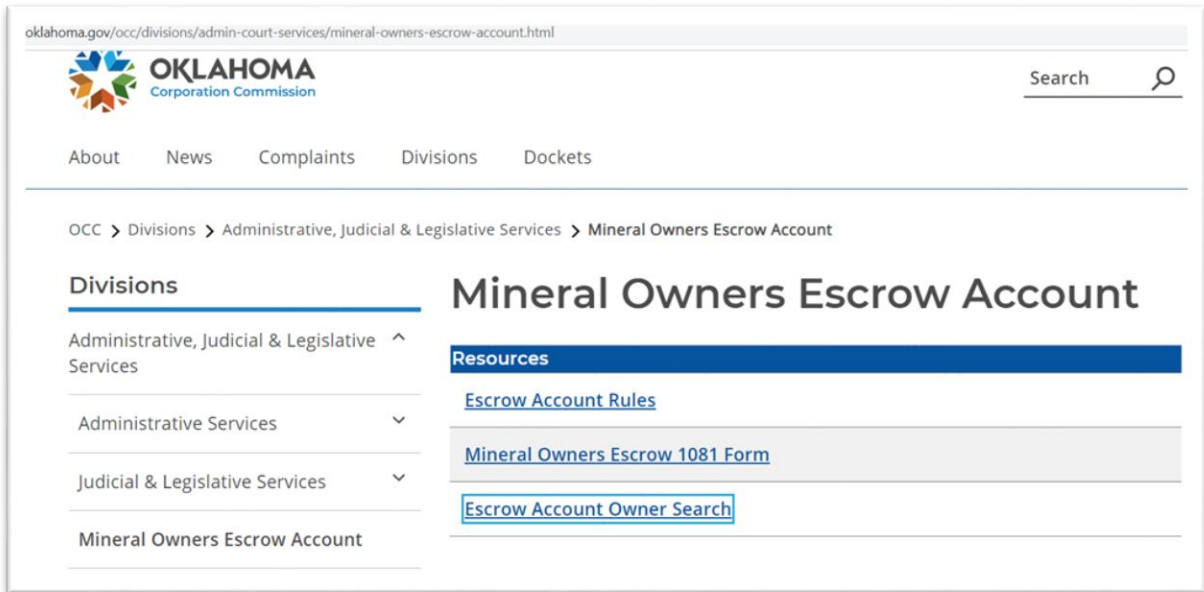 oklahoma.gov/occ/divisions/admin-court-services/mineral-owners-escrow-account.html
OKLAHOMA
Corporation Commission
Search
About News Complaints Divisions Dockets
OCC > Divisions > Administrative, Judicial & Legislative Services > Mineral Owners Escrow Account
Divisions
Administrative, Judicial & Legislative
Services
Administrative Services
Judicial & Legislative Services
Mineral Owners Escrow Account
Mineral Owners Escrow Account
Resources
Escrow Account Rules
Mineral Owners Escrow 1081 Form
Escrow Account Owner Search